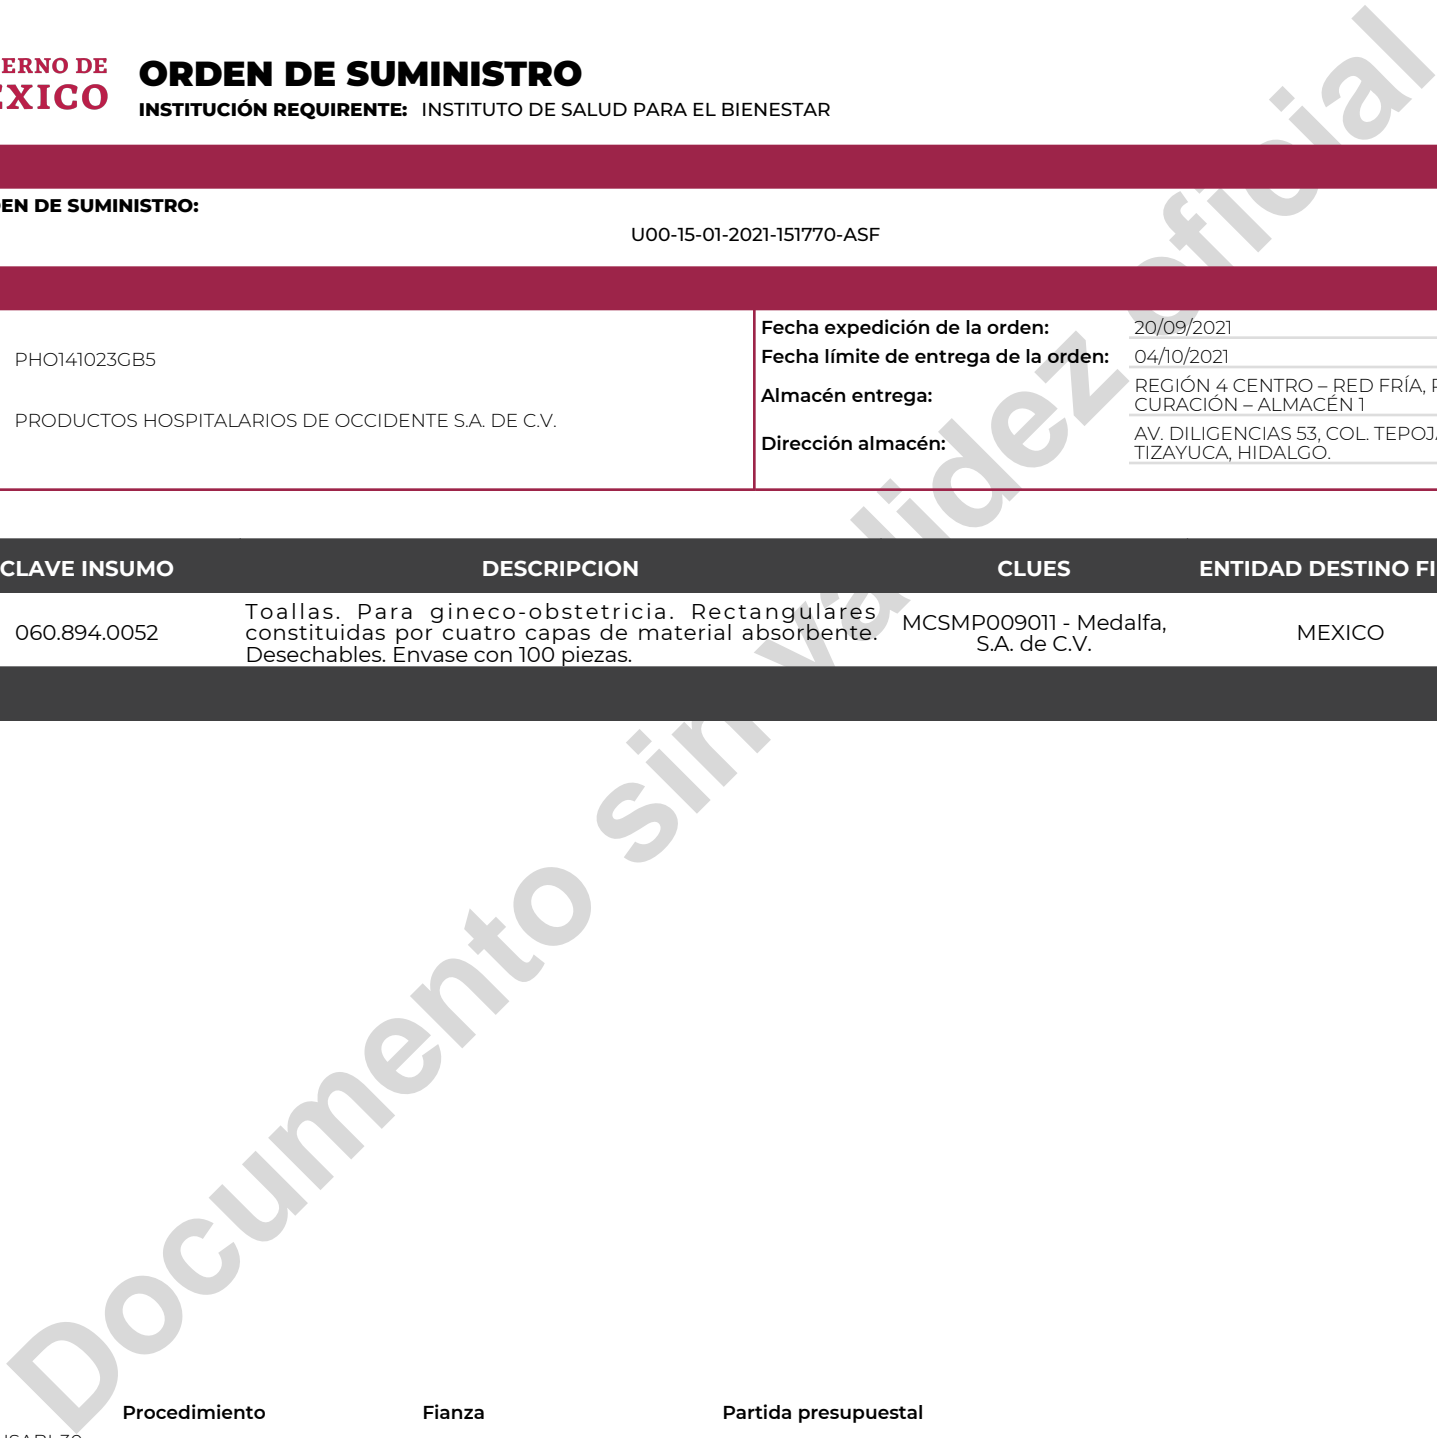 ERNO DE
ORDEN DE SUMINISTRO
INSTITUCIÓN REQUIRENTE: INSTITUTO DE SALUD PARA EL BIENESTAR
EN DE SUMINISTRO:
U00-15-01-2021-151770-ASF
PHO141023GB5
PRODUCTOS HOSPITALARIOS DE OCCIDENTE S.A. DE C.V.
Fecha expedición de la orden: 20/09/2021
Fecha límite de entrega de la orden: 04/10/2021
Almacén entrega: REGIÓN 4 CENTRO – RED FRÍA,
CURACIÓN – ALMACÉN 1
Dirección almacén: AV. DILIGENCIAS 53, COL. TEPOJ
TIZAYUCA, HIDALGO.
CLAVE INSUMO DESCRIPCION CLUES ENTIDAD DESTINO FI
060.894.0052
Toallas. Para gineco-obstetricia. Rectangulares
constituidas por cuatro capas de material absorbente.
Desechables. Envase con 100 piezas.
MCSMP009011 - Medalfa,
S.A. de C.V.
MEXICO
Documento sin validez oficial
Procedimiento Fianza Partida presupuestal